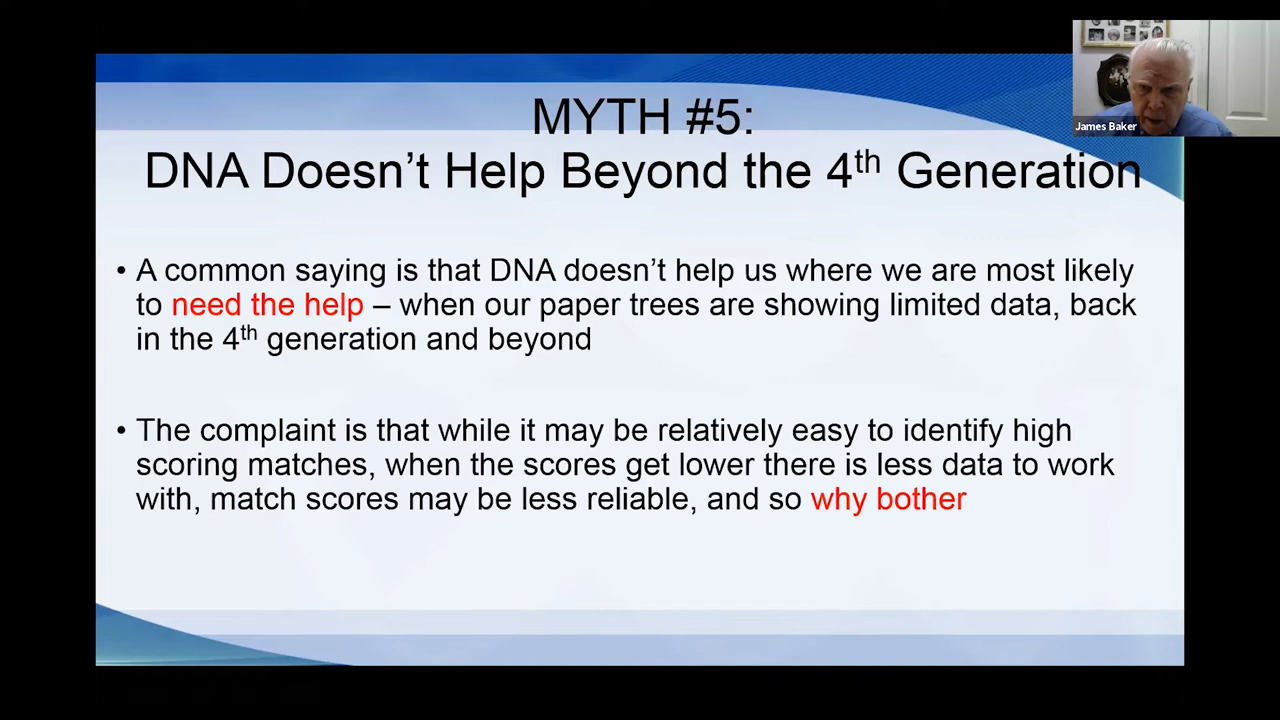 James Baker
MYTH #5:
DNA Doesn’t Help Beyond the 4th Generation
• A common saying is that DNA doesn’t help us where we are most likely
to need the help – when our paper trees are showing limited data, back
in the 4th generation and beyond
• The complaint is that while it may be relatively easy to identify high
scoring matches, when the scores get lower there is less data to work
with, match scores may be less reliable, and so why bother